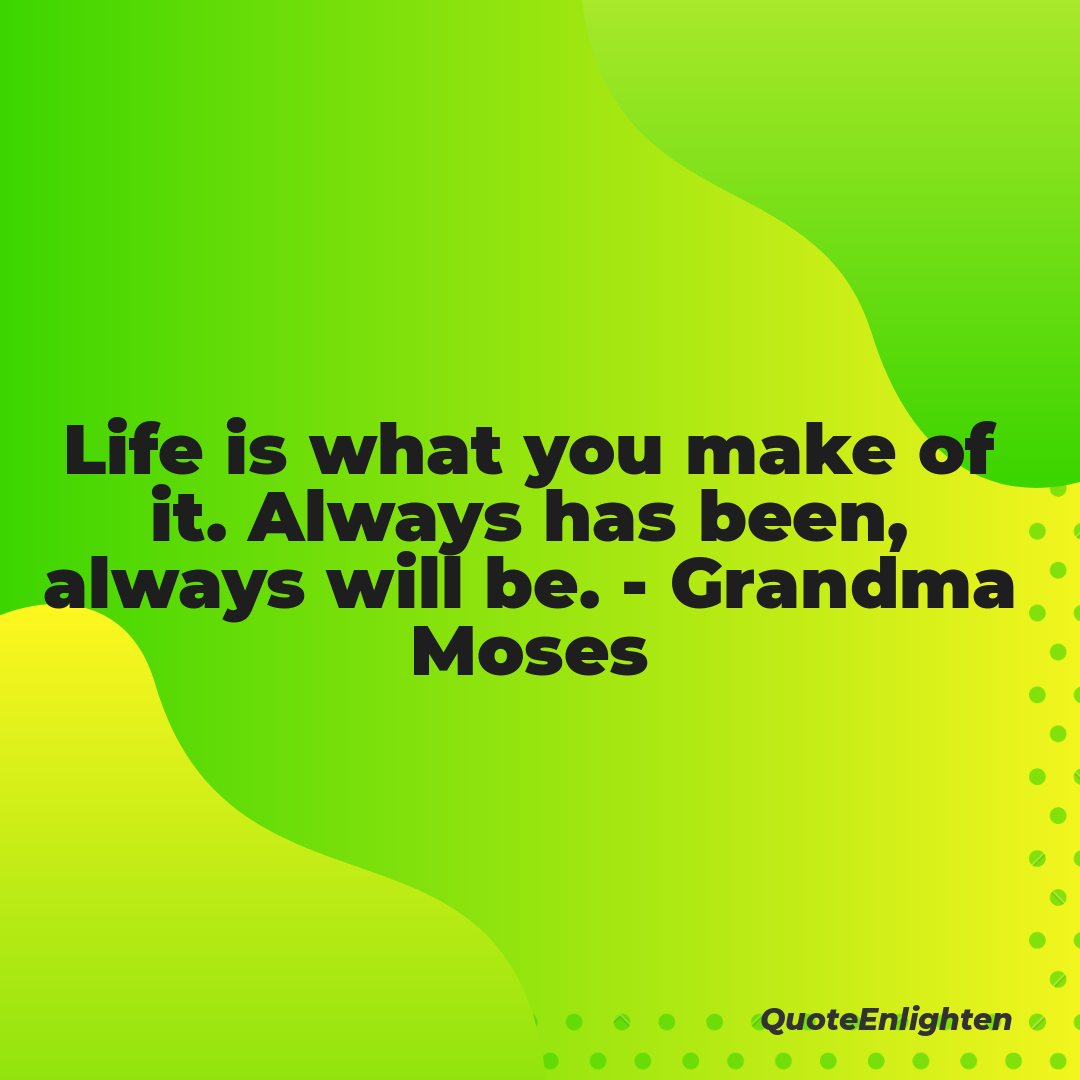 Life is what you make of
it. Always has been,
always will be. - Grandma
Moses
QuoteEnlighten